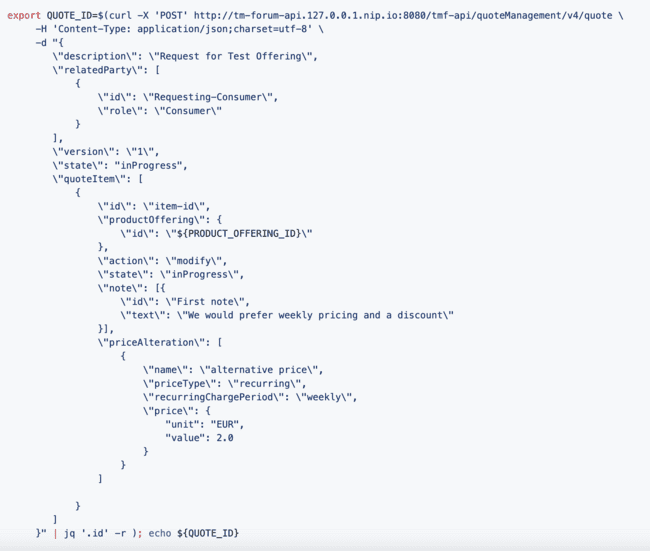 export QUOTE_ID=$(curl -X 'POST' http://tm-forum-api.127.0.0.1.nip.io:8080/tmf-api/quoteManagement/v4/quote \
-H 'Content-Type: application/json;charset=utf-8' \
-d "{
\"description\": \"Request for Test Offering\",
\"relatedParty\": [
{
\"id\": \"Requesting-Consumer\",
\"role\": \"Consumer\"
}
],
\"version\": \"1\",
\"state\": "inProgress",
\"quoteItem\": [
{
\"id\": \"item-id\",
\"productOffering\": {
\"id\": \"${PRODUCT_OFFERING_ID}\"
},
\"action\": \"modify\",
\"state\": \"inProgress\",
\"note\": [{
\"id\": \"First note\",
\"text\": \"We would prefer weekly pricing and a discount\"
}],
\"priceAlteration\": [
{
\"name\": \"alternative price\",
\"priceType\": \"recurring\",
\"recurringChargePeriod\": \"weekly\",
\"price\": {
"unit": "EUR",
"value": 2.0
}
}
]
}
]
}" | jq '.id' -r ); echo ${QUOTE_ID}